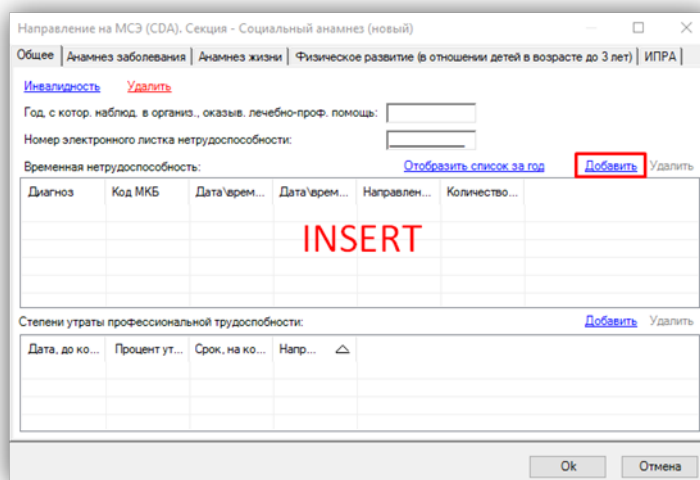 Направление на МСЭ (CDA). Секция - Социальный анамнез (новый)
Общее Анамнез заболевания Анамнез жизни Физическое развитие (в отношении детей в возрасте до 3 лет) ИПРА
Инвалидность Удалить
Год, с котор. наблюд. в организ., оказыв. лечебно-проф. помощь:
Номер электронного листка нетрудоспособности:
Временная нетрудоспособность: Отобразить список за год Добавить Удалить
Диагноз Код МКБ Дата\врем... Дата\врем... Направлен... Количество...
INSERT
Степени утраты профессиональной трудоспобности: Добавить Удалить
Дата, до ко... Процент ут... Срок, на ко... Напр...
Ok Отмена